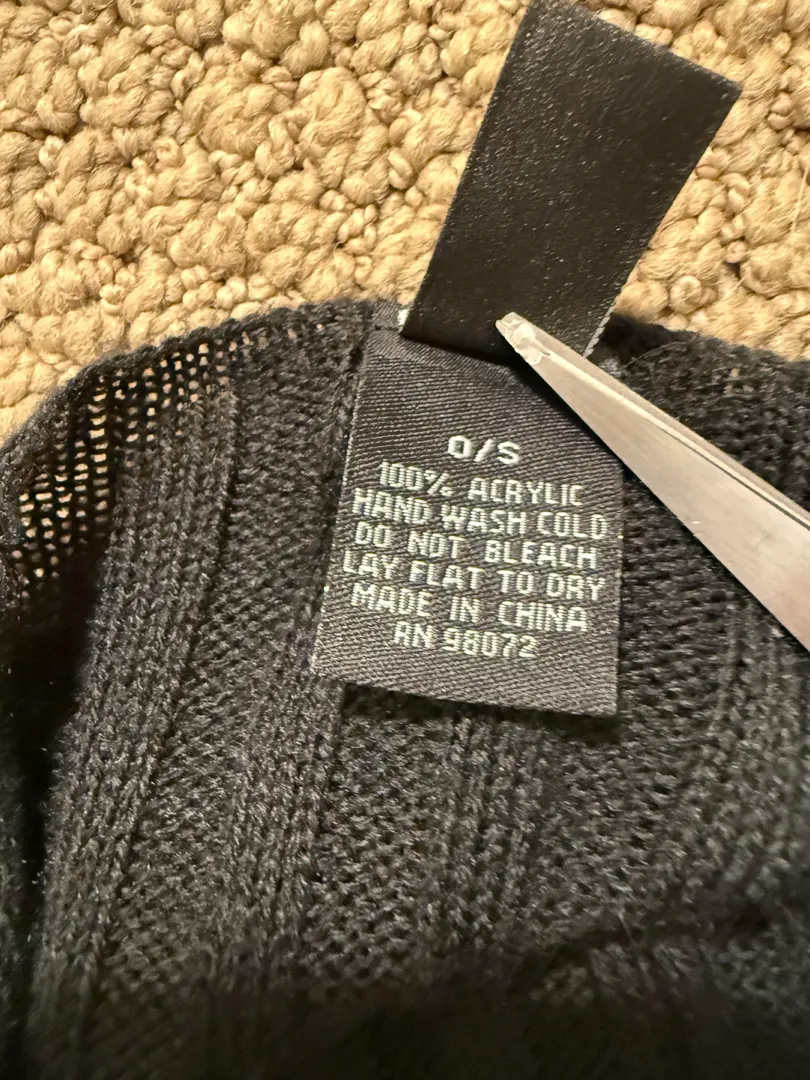 O/S
100% ACRYLIC
HAND WASH COLD
DO NOT BLEACH
LAY FLAT TO DRY
MADE IN CHINA
RN 98072